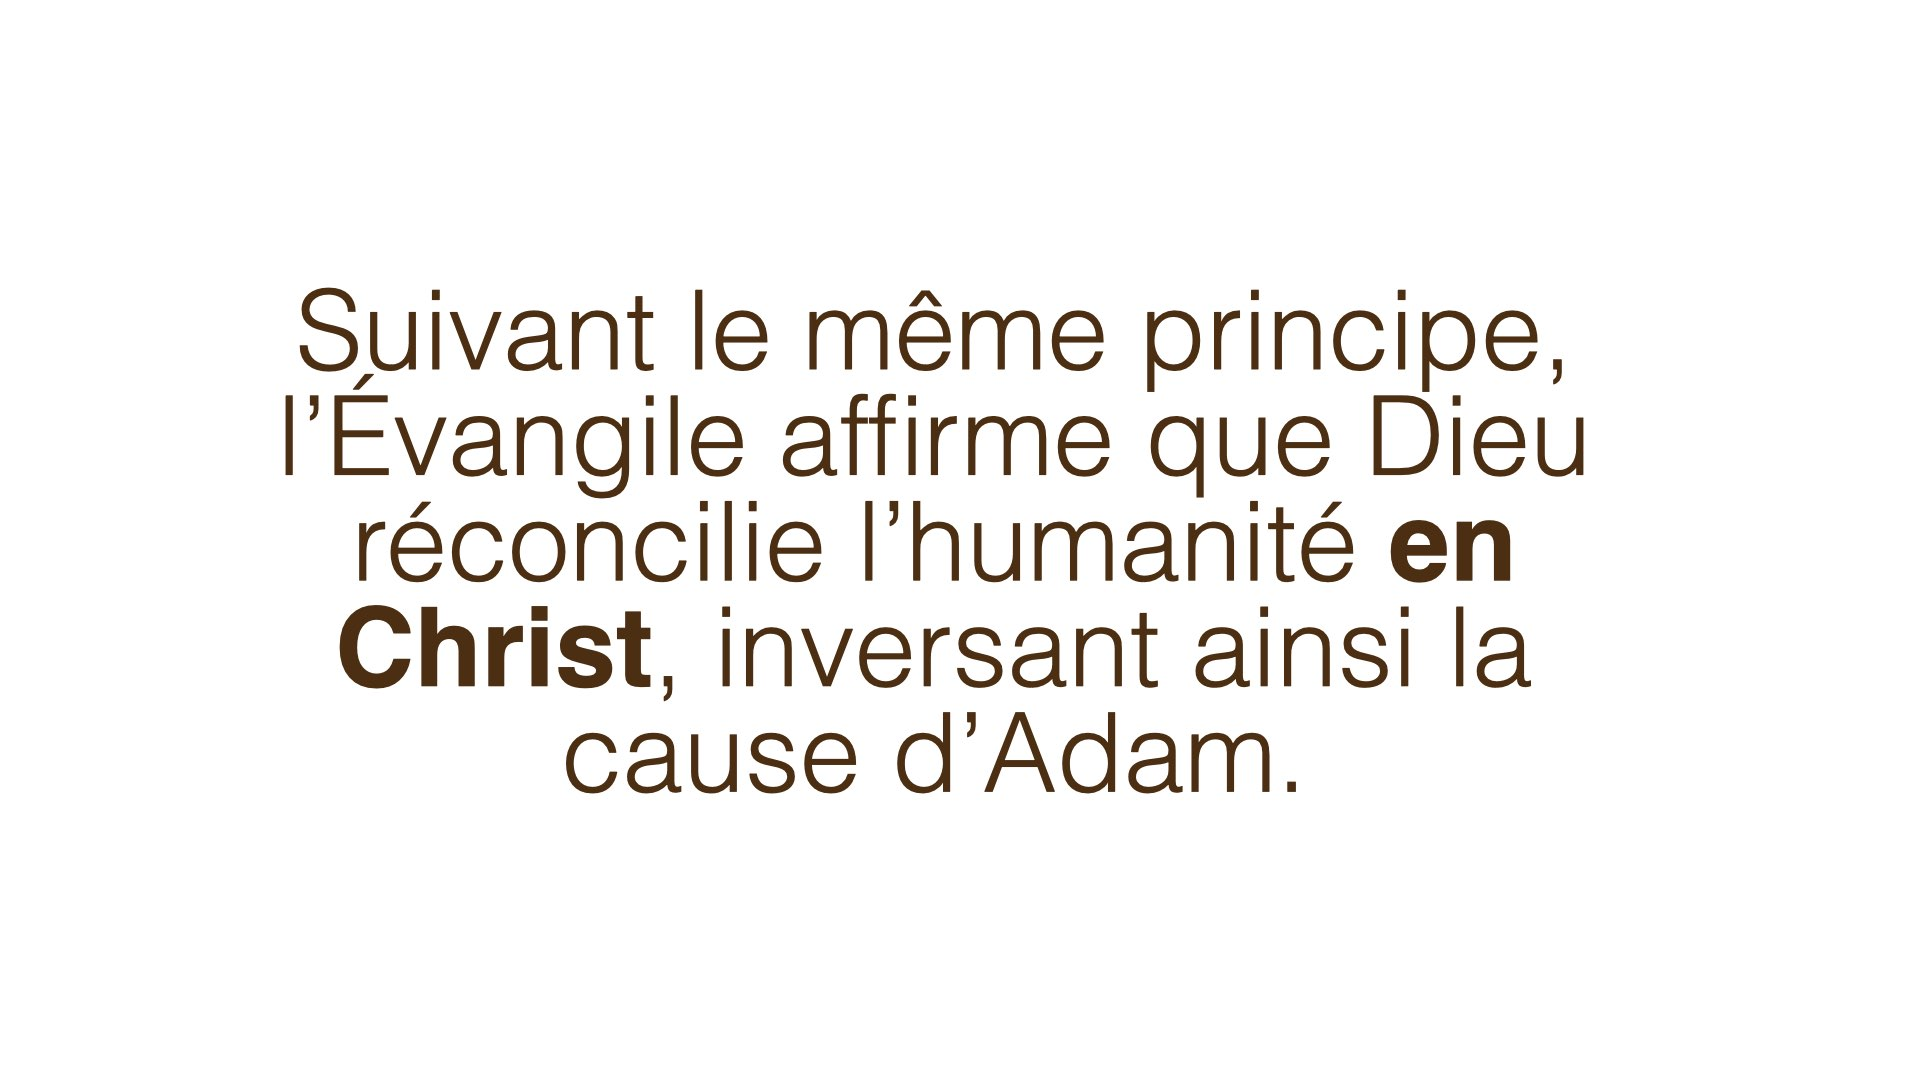 Suivant le même principe,
l’Évangile affirme que Dieu
réconcilie l’humanité en
Christ, inversant ainsi la
cause d’Adam.